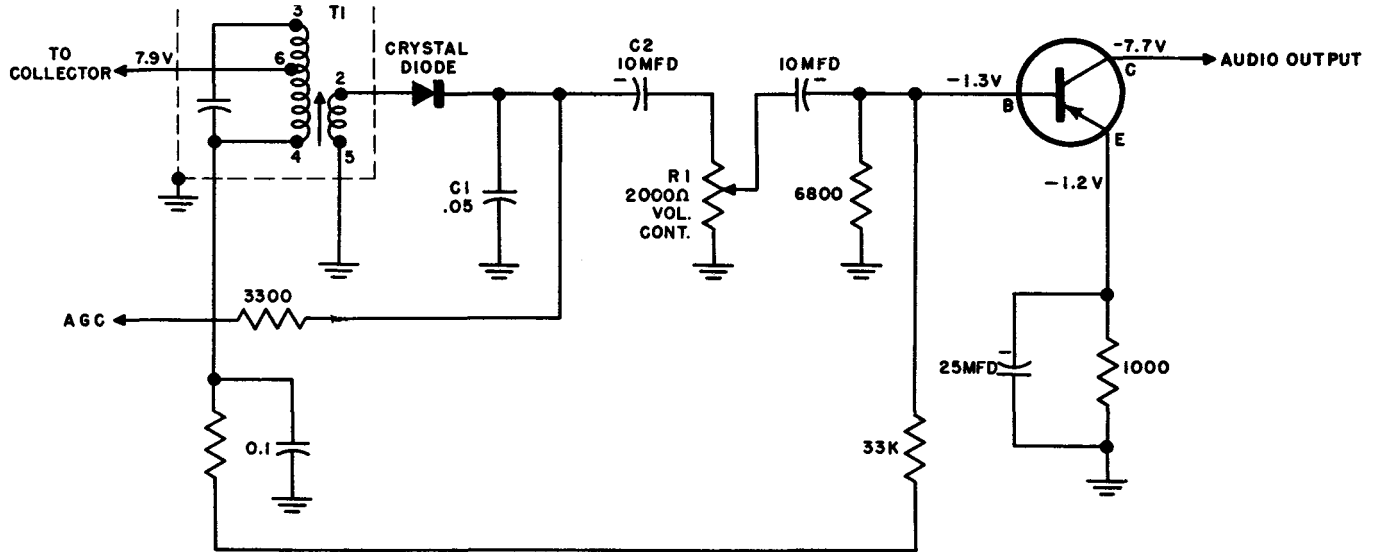 3
T1
TO
COLLECTOR
7.9V
6
CRYSTAL
DIODE
2
4
5
C1
.05
C2
10MFD
−
R1
2000Ω
VOL.
CONT.
10MFD
−
6800
-1.3V
B
-7.7V
C
AUDIO OUTPUT
E
-1.2V
AGC
3300
0.1
33K
−
25MFD
1000